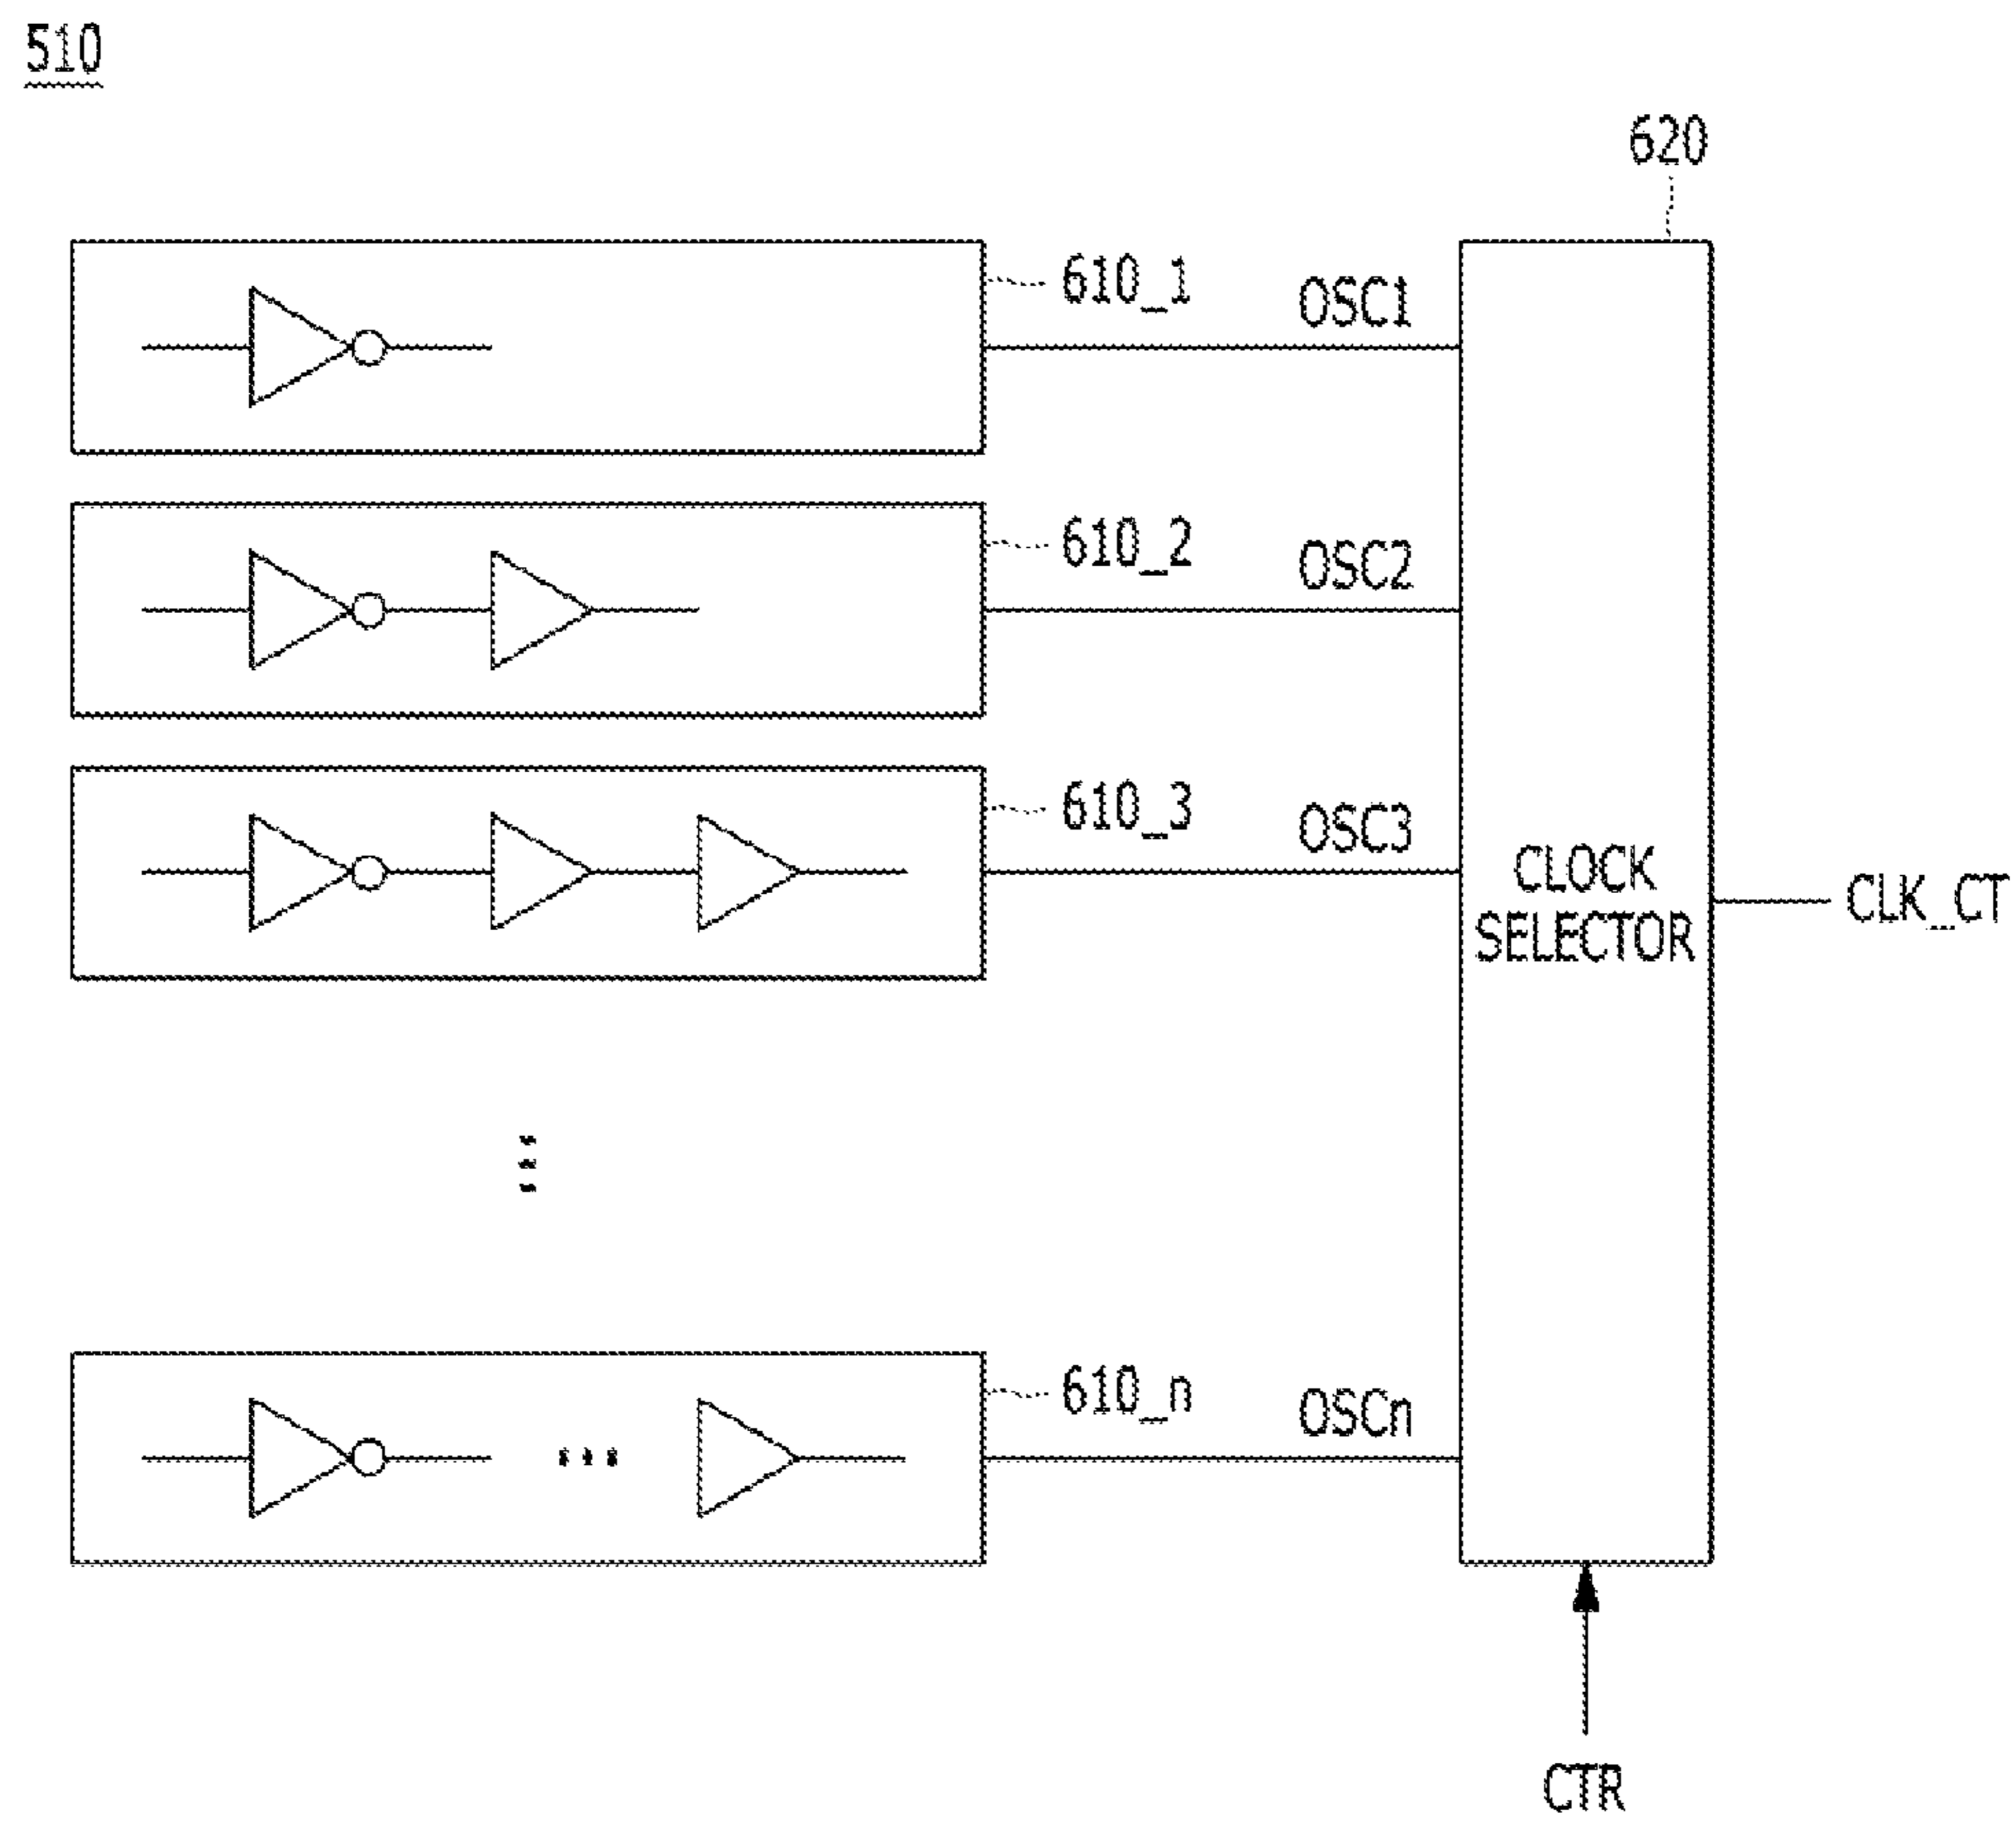 510
620
610_1
OSC1
610_2
OSC2
610_3
OSC3
CLOCK
SELECTOR
CLK_CT
610_n
OSCn
CTR